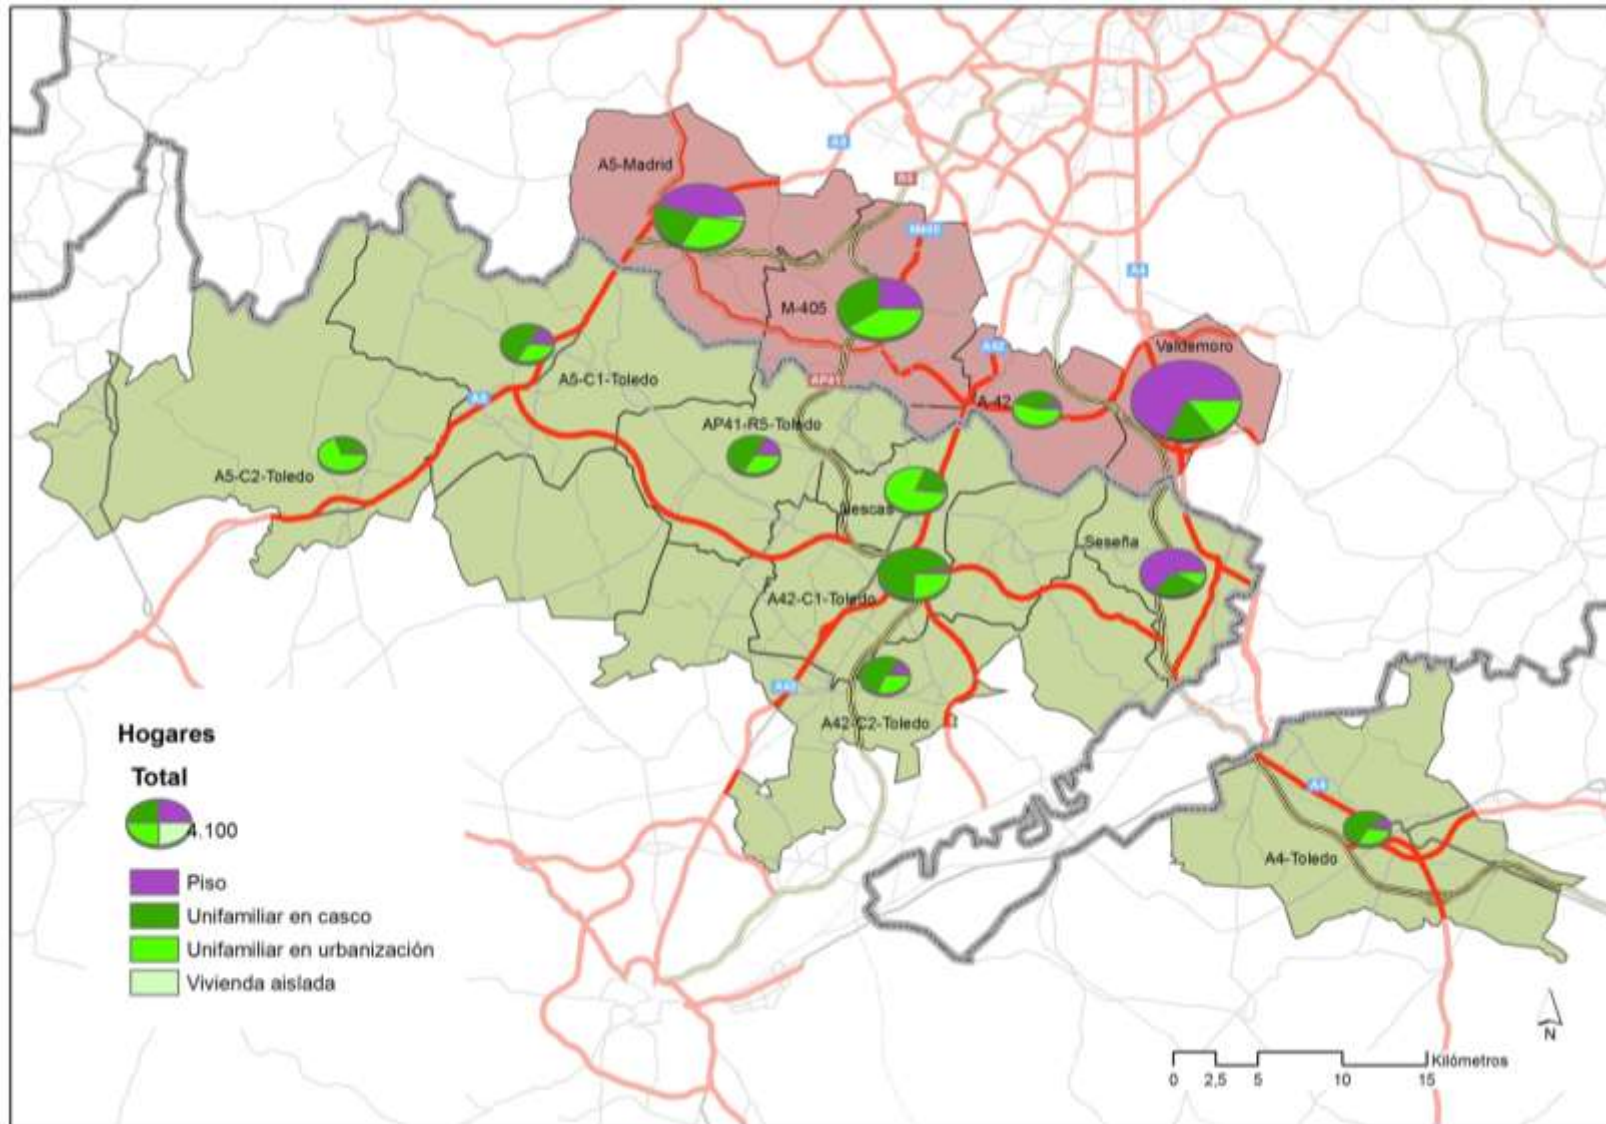 A5-Madrid
M405
A4
M-405
A42
Valdemoro
A5-C1-Toledo
AP41
A-42
AP41-R5-Toledo
A5-C2-Toledo
Illescas
Seseña
A42-C1-Toledo
A42-C2-Toledo
Hogares
Total
4.100
Piso
Unifamiliar en casco
Unifamiliar en urbanización
Vivienda aislada
A4
A4-Toledo
N
Kilómetros
0 2,5 5 10 15